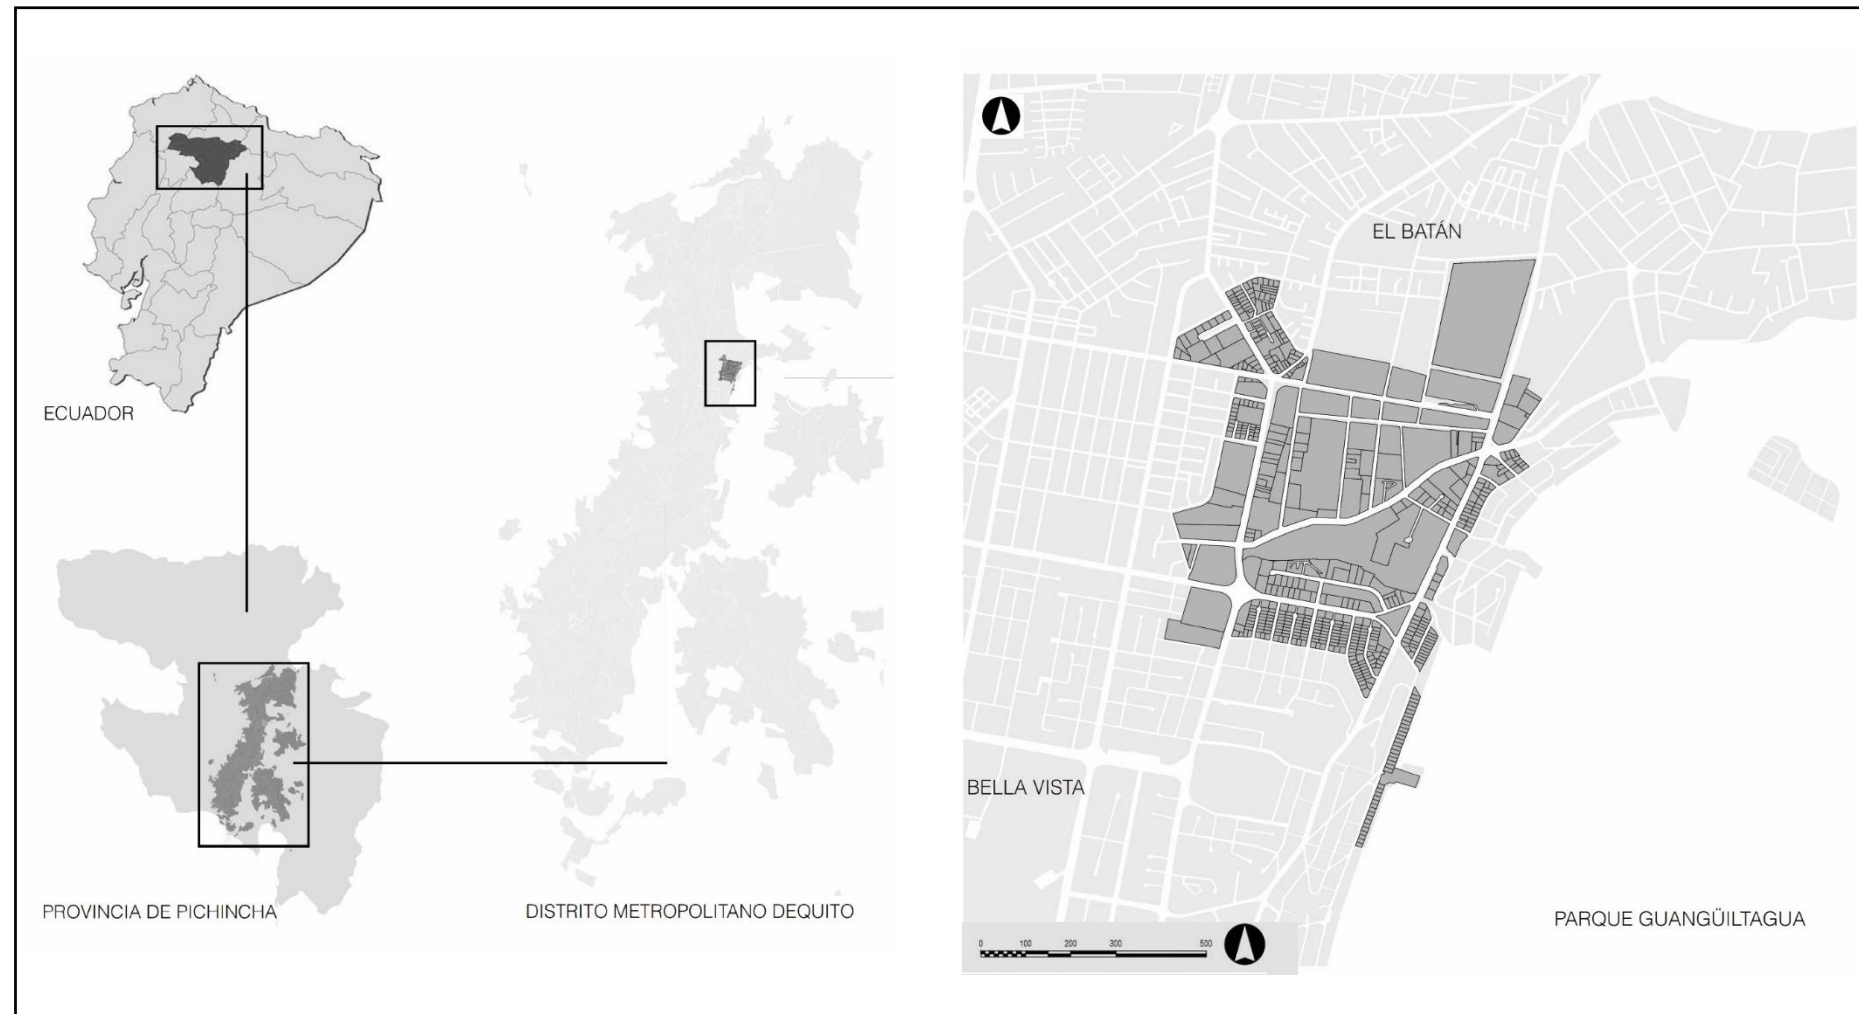 ECUADOR
PROVINCIA DE PICHINCHA
DISTRITO METROPOLITANO DEQUITO
EL BATÁN
BELLA VISTA
PARQUE GUANGÜILTAGUA
0 100 200 300 500